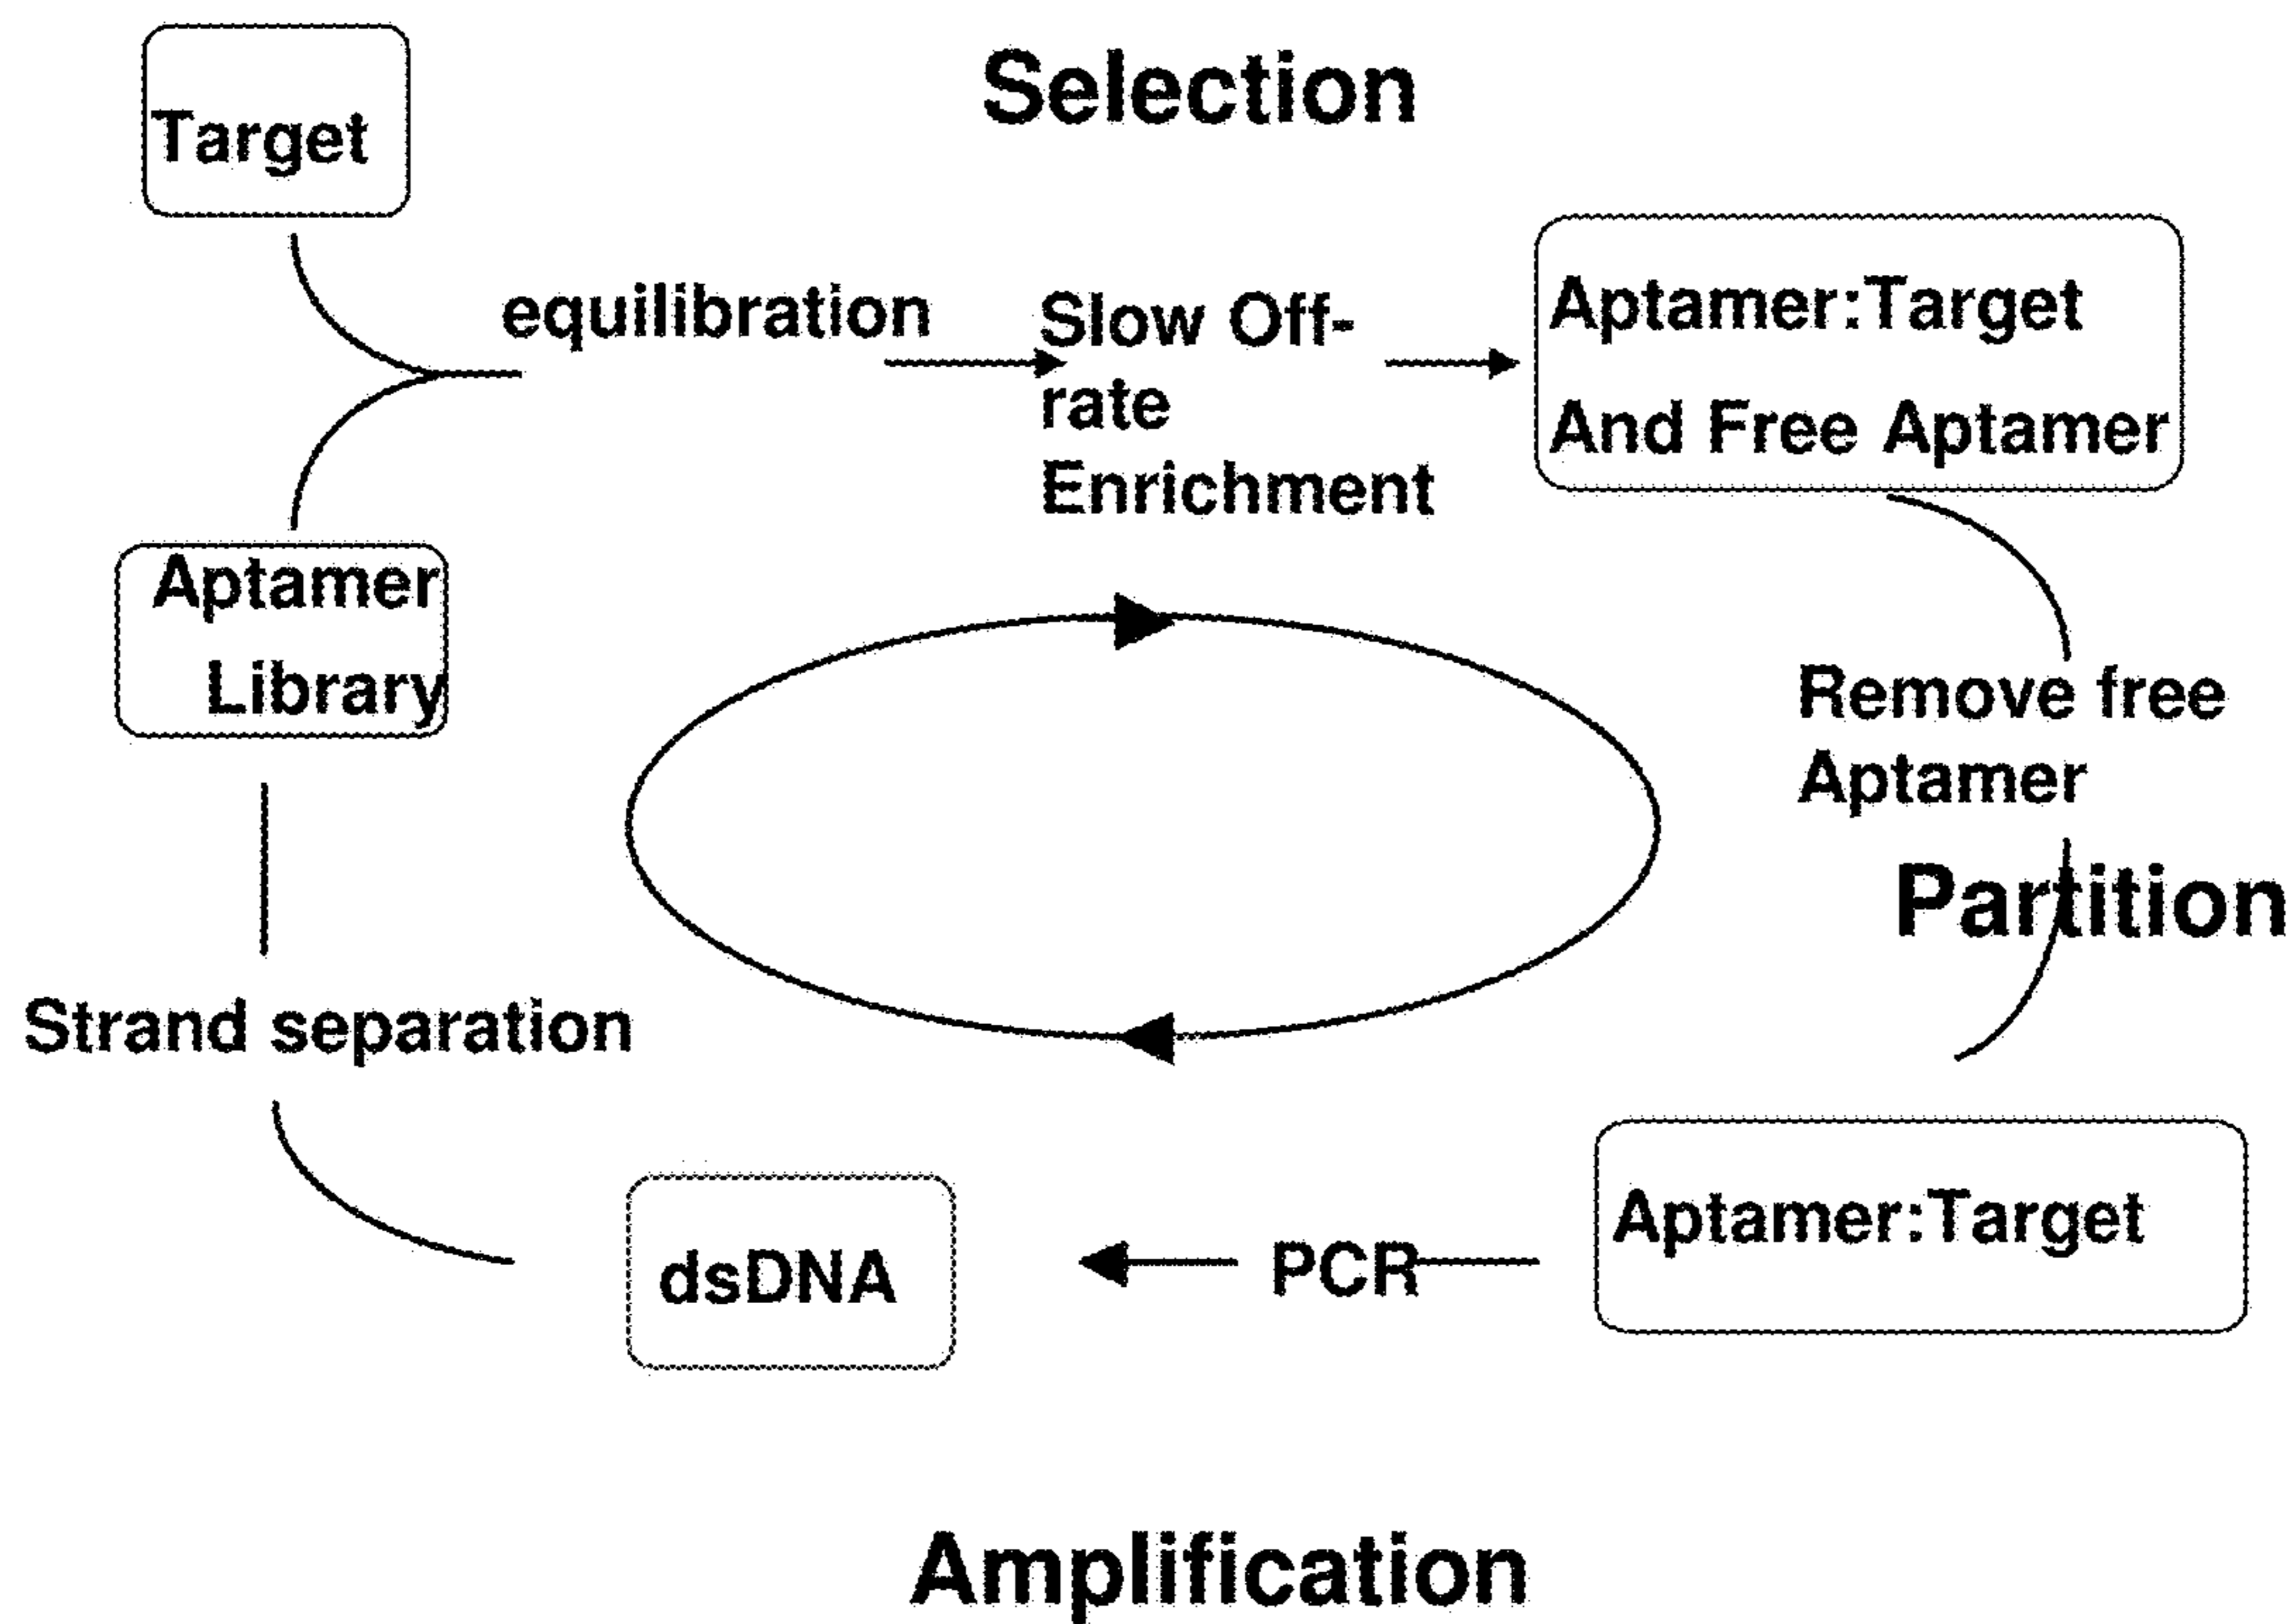 Selection
Target
equilibration
Slow Off-
rate
Enrichment
Aptamer:Target
And Free Aptamer
Aptamer
Library
Remove free
Aptamer
Partition
Strand separation
dsDNA
PCR
Aptamer:Target
Amplification